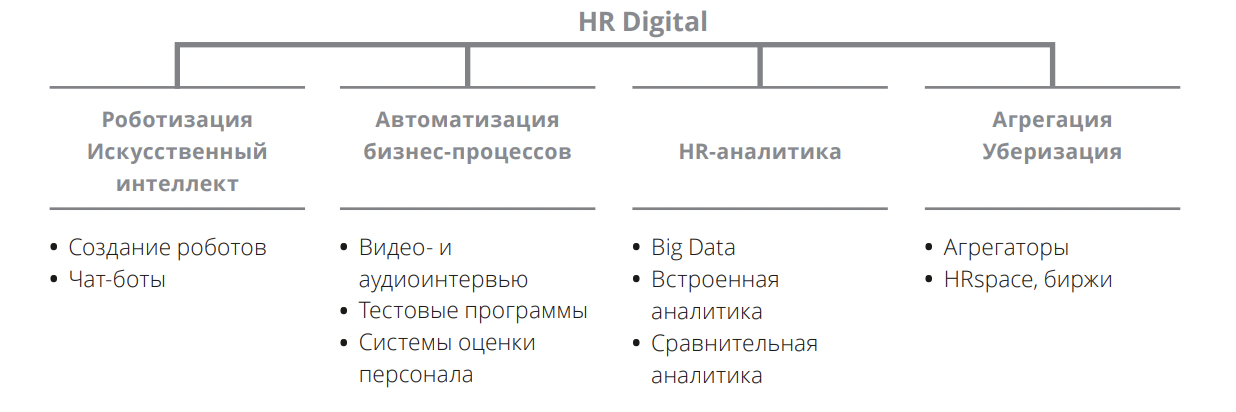 HR Digital
Роботизация
Искусственный
интеллект
• Создание роботов
• Чат-боты
Автоматизация
бизнес-процессов
• Видео- и
аудиоинтервью
• Тестовые программы
• Системы оценки
персонала
HR-аналитика
• Big Data
• Встроенная
аналитика
• Сравнительная
аналитика
Агрегация
Уберизация
• Агрегаторы
• HRspace, биржи